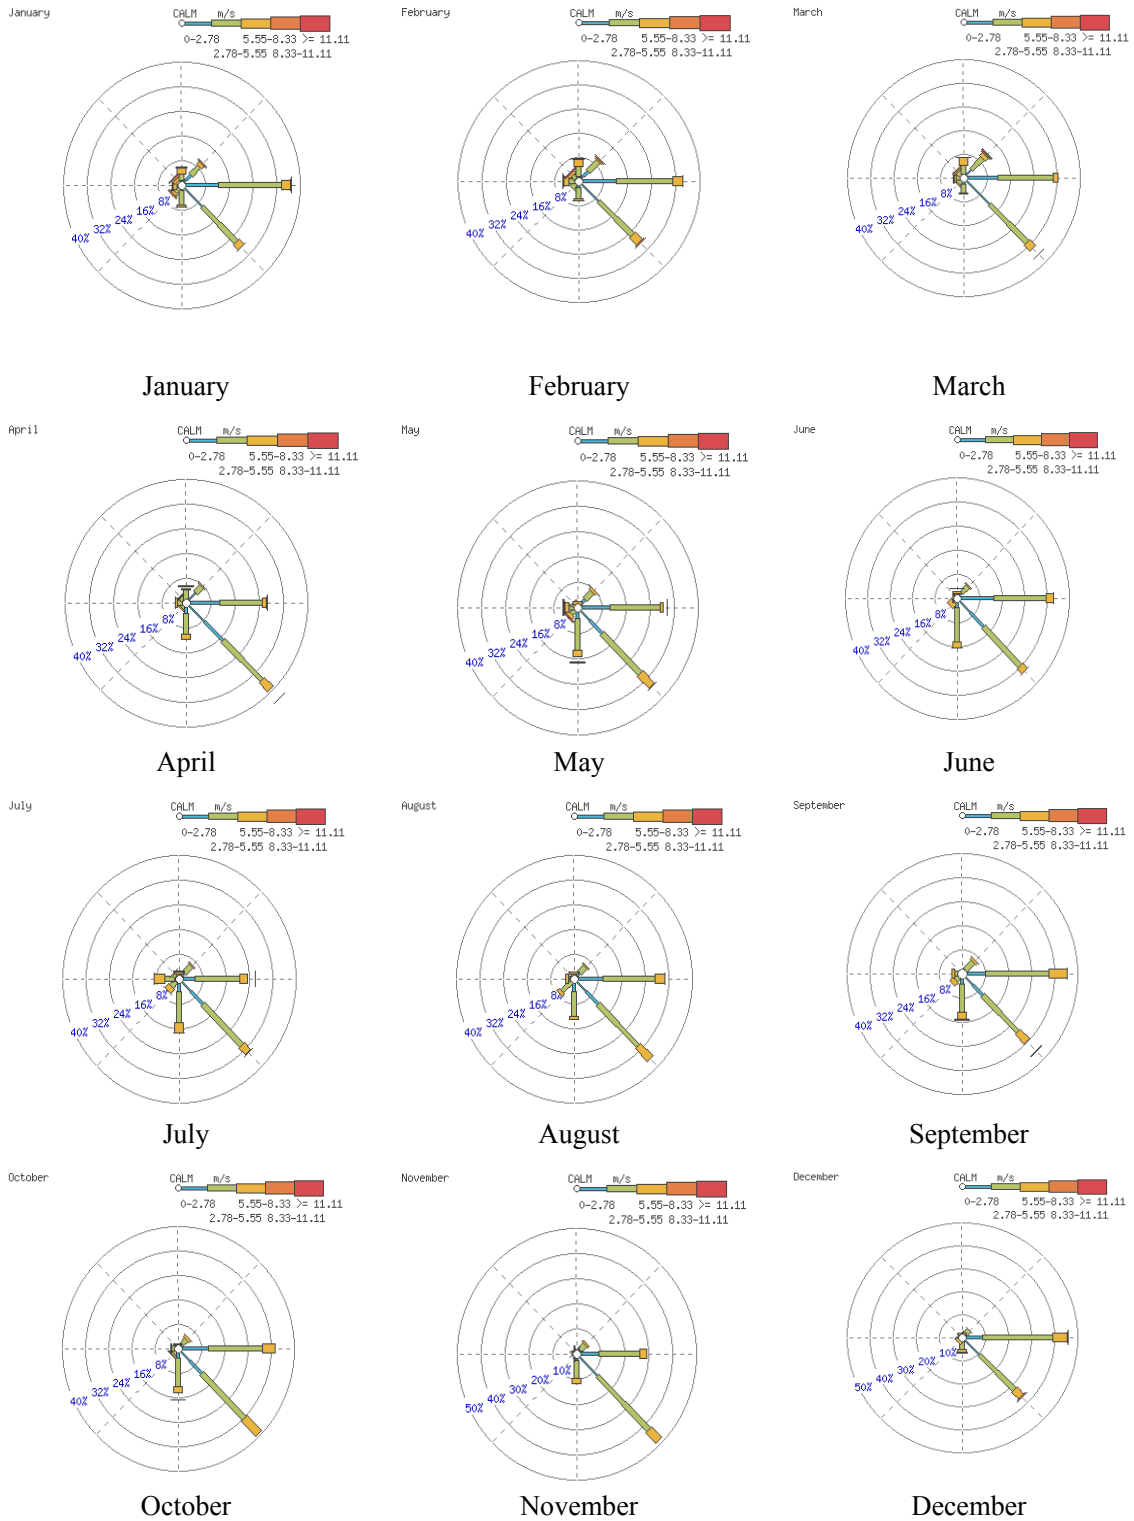 January CALM m/s
0-2.78 5.55-8.33 >= 11.11
2.78-5.55 8.33-11.11
8%
16%
24%
32%
40%
February CALM m/s
0-2.78 5.55-8.33 >= 11.11
2.78-5.55 8.33-11.11
8%
16%
24%
32%
40%
March CALM m/s
0-2.78 5.55-8.33 >= 11.11
2.78-5.55 8.33-11.11
8%
16%
24%
32%
40%
January
February
March
April CALM m/s
0-2.78 5.55-8.33 >= 11.11
2.78-5.55 8.33-11.11
8%
16%
24%
32%
40%
May CALM m/s
0-2.78 5.55-8.33 >= 11.11
2.78-5.55 8.33-11.11
8%
16%
24%
32%
40%
June CALM m/s
0-2.78 5.55-8.33 >= 11.11
2.78-5.55 8.33-11.11
8%
16%
24%
32%
40%
April
May
June
July CALM m/s
0-2.78 5.55-8.33 >= 11.11
2.78-5.55 8.33-11.11
8%
16%
24%
32%
40%
August CALM m/s
0-2.78 5.55-8.33 >= 11.11
2.78-5.55 8.33-11.11
8%
16%
24%
32%
40%
September CALM m/s
0-2.78 5.55-8.33 >= 11.11
2.78-5.55 8.33-11.11
8%
16%
24%
32%
40%
July
August
September
October CALM m/s
0-2.78 5.55-8.33 >= 11.11
2.78-5.55 8.33-11.11
8%
16%
24%
32%
40%
November CALM m/s
0-2.78 5.55-8.33 >= 11.11
2.78-5.55 8.33-11.11
10%
20%
30%
40%
50%
December CALM m/s
0-2.78 5.55-8.33 >= 11.11
2.78-5.55 8.33-11.11
10%
20%
30%
40%
50%
October
November
December